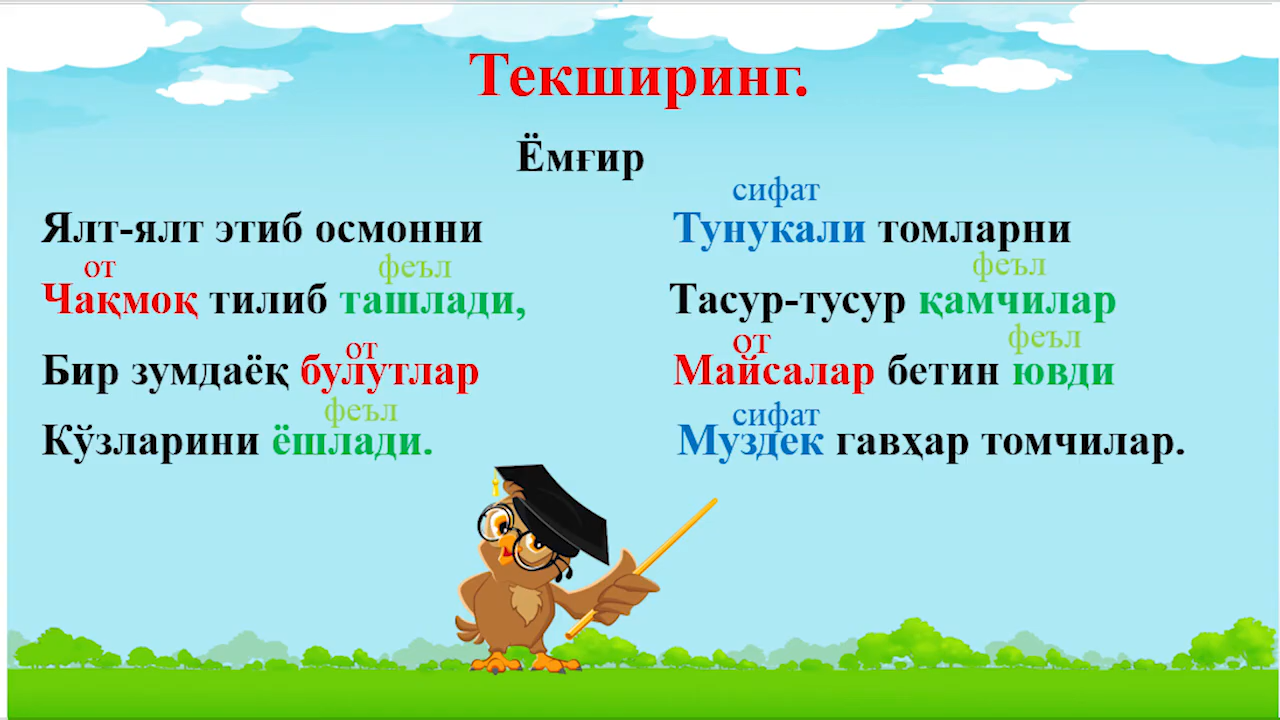 Текширинг.
Ёмғир
Ялт-ялт этиб осмонни
от феъл
Чақмоқ тилиб ташлади,
от
Бир зумдаёқ булутлар
феъл
Кўзларини ёшлади.
сифат
Тунукали томларни
феъл
Тасур-тусур қамчилар
от феъл
Майсалар бетин ювди
сифат
Муздек гавҳар томчилар.